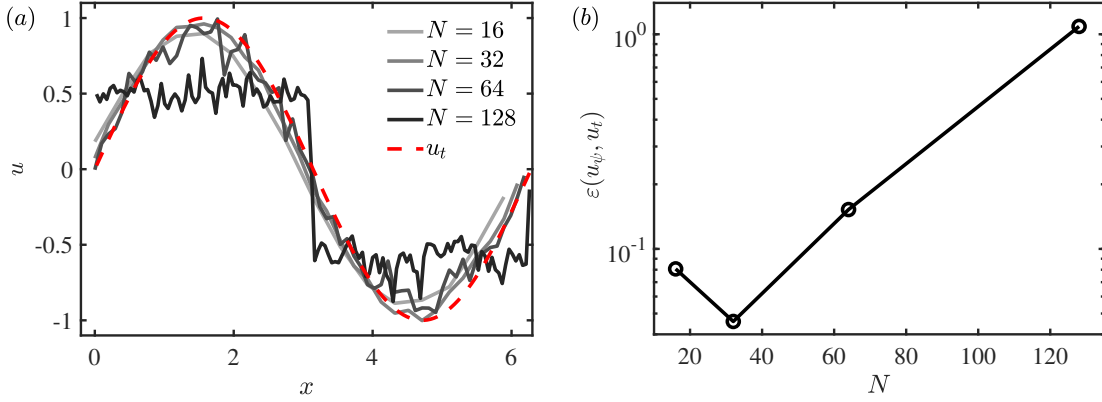 (a)
1
0.5
0
-0.5
-1
u
0
2
4
6
x
N = 16
N = 32
N = 64
N = 128
u_t
(b)
10^0
10^{-1}
ε(u_ψ, u_t)
20
40
60
80
100
120
N